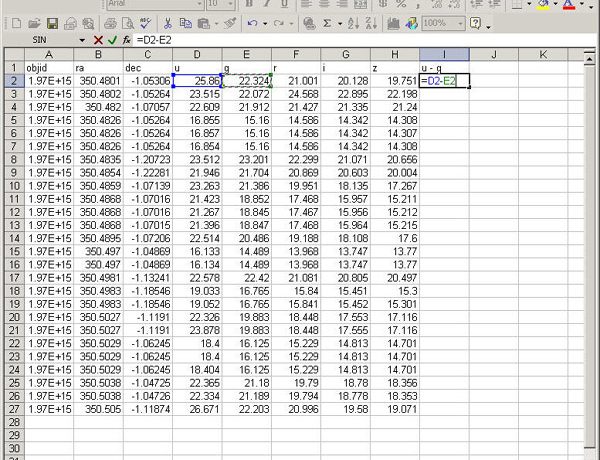 Arial
SIN =D2-E2
A B C D E F G H I J K
1 objid ra dec u g r i z u - g
2 1.97E+15 350.4801 -1.05306 25.86 22.324 21.001 20.128 19.751 =D2-E2
3 1.97E+15 350.4802 -1.05264 23.515 22.072 24.568 22.895 22.198
4 1.97E+15 350.482 -1.07057 22.609 21.912 21.427 21.335 21.24
5 1.97E+15 350.4826 -1.05264 16.855 15.16 14.586 14.342 14.308
6 1.97E+15 350.4826 -1.05264 16.857 15.16 14.586 14.342 14.307
7 1.97E+15 350.4826 -1.05264 16.854 15.16 14.586 14.342 14.308
8 1.97E+15 350.4835 -1.20723 23.512 23.201 22.299 21.071 20.656
9 1.97E+15 350.4854 -1.22281 21.946 21.704 20.869 20.603 20.004
10 1.97E+15 350.4859 -1.07139 23.263 21.386 19.951 18.135 17.267
11 1.97E+15 350.4868 -1.07016 21.423 18.852 17.468 15.957 15.211
12 1.97E+15 350.4868 -1.07016 21.267 18.845 17.467 15.956 15.212
13 1.97E+15 350.4868 -1.07015 21.396 18.847 17.468 15.964 15.215
14 1.97E+15 350.4895 -1.07206 22.514 20.486 19.188 18.108 17.6
15 1.97E+15 350.497 -1.04869 16.133 14.489 13.968 13.747 13.77
16 1.97E+15 350.497 -1.04869 16.134 14.489 13.968 13.747 13.77
17 1.97E+15 350.4981 -1.13241 22.578 22.42 21.081 20.805 20.497
18 1.97E+15 350.4983 -1.18546 19.033 16.765 15.84 15.451 15.3
19 1.97E+15 350.4983 -1.18546 19.052 16.765 15.841 15.452 15.301
20 1.97E+15 350.5027 -1.1191 22.326 19.883 18.448 17.553 17.116
21 1.97E+15 350.5027 -1.1191 23.878 19.883 18.448 17.555 17.116
22 1.97E+15 350.5029 -1.06245 18.4 16.125 15.229 14.813 14.701
23 1.97E+15 350.5029 -1.06245 18.4 16.125 15.229 14.813 14.701
24 1.97E+15 350.5029 -1.06245 18.404 16.125 15.229 14.813 14.701
25 1.97E+15 350.5038 -1.04725 22.365 21.18 19.79 18.78 18.356
26 1.97E+15 350.5038 -1.04726 22.334 21.189 19.794 18.778 18.353
27 1.97E+15 350.505 -1.11874 26.671 22.203 20.996 19.58 19.071
28
29
30